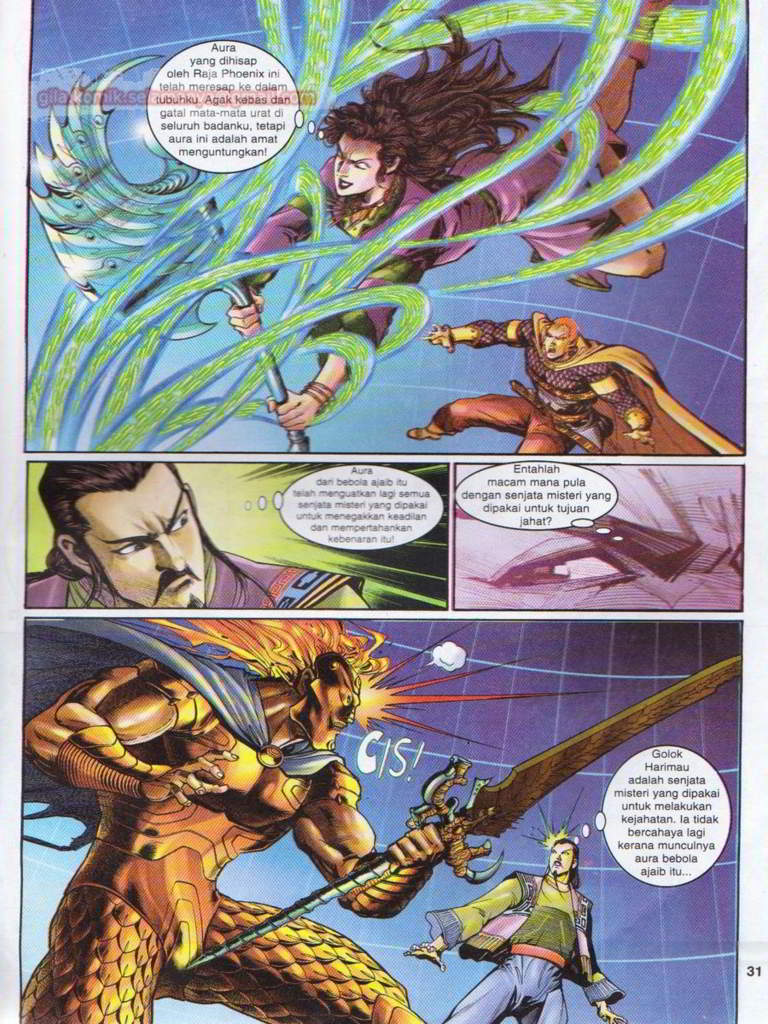 Aura
yang dihisap
oleh Raja Phoenix ini
telah meresap ke dalam
tubuhku. Agak kebas dan
gatal mata-mata urat di
seluruh badanku, tetapi
aura ini adalah amat
menguntungkan!
Aura
dari bebola ajaib itu
telah menguatkan lagi semua
senjata misteri yang dipakai
untuk menegakkan keadilan
dan mempertahankan
kebenaran itu!
Entahlah
macam mana pula
dengan senjata misteri yang
dipakai untuk tujuan
jahat?
CIS!
Golok
Harimau
adalah senjata
misteri yang dipakai
untuk melakukan
kejahatan. Ia tidak
bercahaya lagi
kerana munculnya
aura bebola
ajaib itu...
31